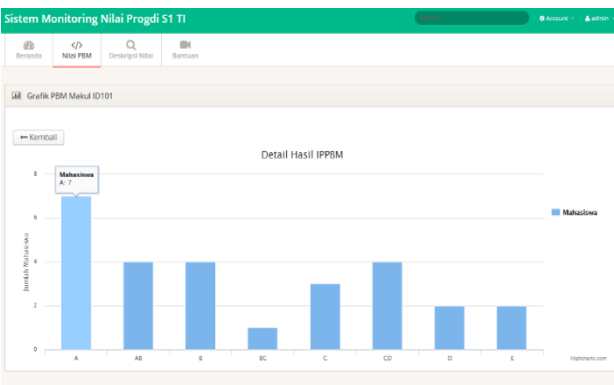 Sistem Monitoring Nilai Progdi S1 TI
Search
Account
admin
Beranda
Nilai PBM
Deskripsi Nilai
Bantuan
Grafik PBM Makul ID101
Kembali
Detail Hasil IPPBM
Mahasiswa
A: 7
Jumlah Mahasiswa
8
6
4
2
0
A
AB
B
BC
C
CD
D
E
Mahasiswa
Highcharts.com